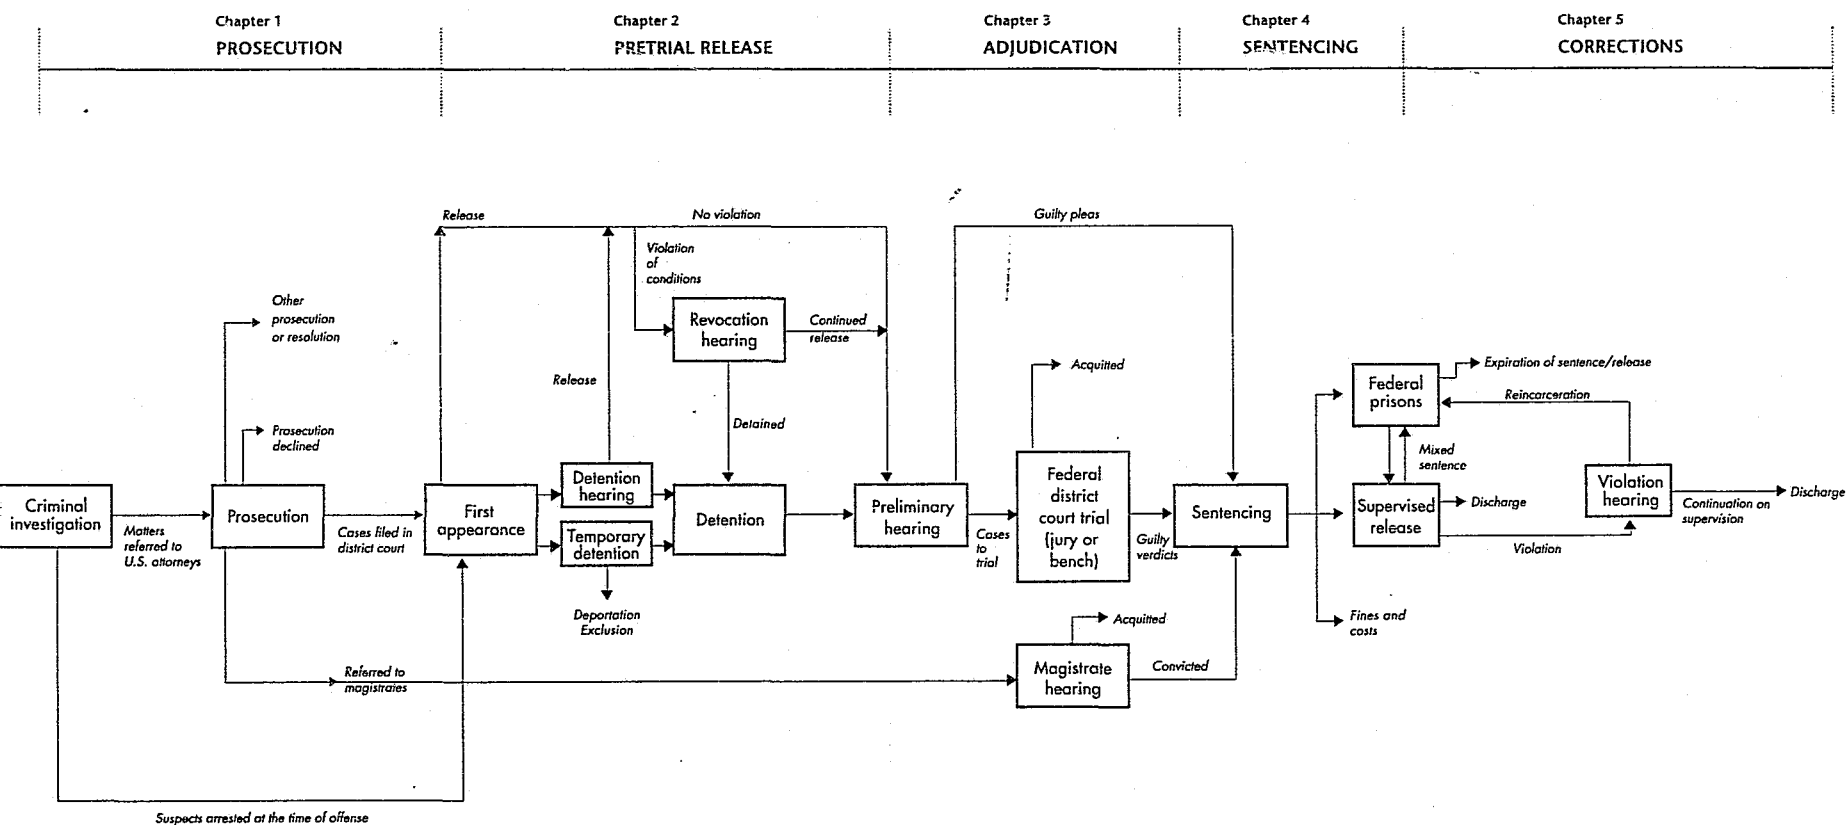 Chapter 1
PROSECUTION
Chapter 2
PRETRIAL RELEASE
Chapter 3
ADJUDICATION
Chapter 4
SENTENCING
Chapter 5
CORRECTIONS
Release
No violation
Guilty pleas
Violation
of
conditions
Other
prosecution
or resolution
Revocation
hearing
Continued
release
Release
Acquitted
Expiration of sentence/release
Federal
prisons
Reincarceration
Prosecution
declined
Detained
Mixed
sentence
Criminal
investigation
Matters
referred to
U.S. attorneys
Prosecution
Cases filed in
district court
First
appearance
Detention
hearing
Temporary
detention
Detention
Preliminary
hearing
Cases
to
trial
Federal
district
court trial
(jury or
bench)
Guilty
verdicts
Sentencing
Supervised
release
Discharge
Violation
hearing
Continuation on
supervision
Discharge
Violation
Deportation
Exclusion
Fines and
costs
Acquitted
Referred to
magistrates
Magistrate
hearing
Convicted
Suspects arrested at the time of offense